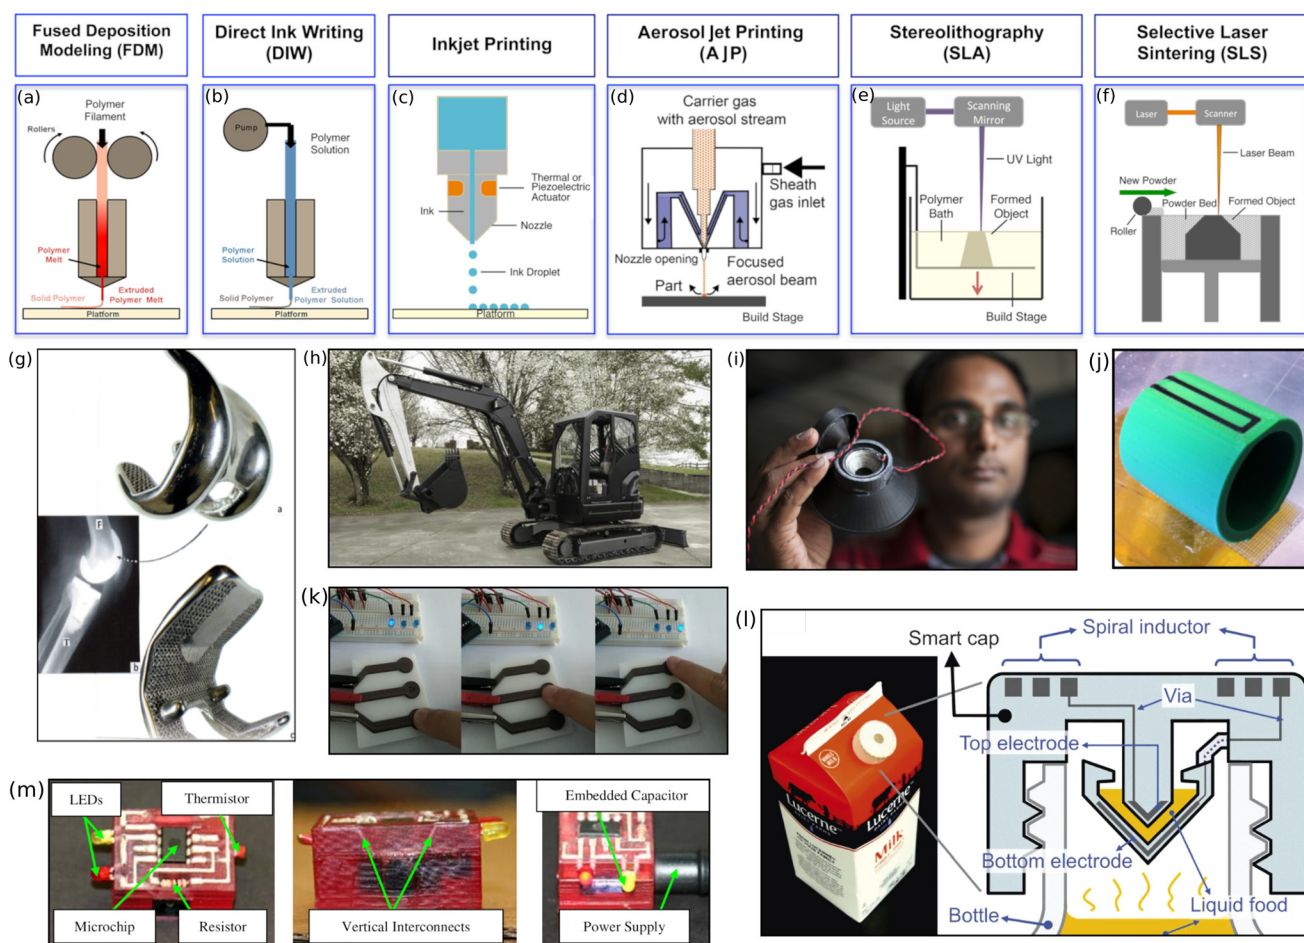 Fused Deposition
Modeling (FDM)
Direct Ink Writing
(DIW)
Inkjet Printing
Aerosol Jet Printing
(AJP)
Stereolithography
(SLA)
Selective Laser
Sintering (SLS)
(a)
Polymer
Filament
Rollers
Polymer
Melt
Solid Polymer
Extruded
Polymer Melt
Platform
(b)
Pump
Polymer
Solution
Polymer
Solution
Solid Polymer
Extruded
Polymer Solution
Platform
(c)
Thermal or
Piezoelectric
Actuator
Ink
Nozzle
Ink Droplet
Platform
(d)
Carrier gas
with aerosol stream
Sheath
gas inlet
Nozzle opening
Focused
aerosol beam
Part
Build Stage
(e)
Light
Source
Scanning
Mirror
UV Light
Polymer
Bath
Formed
Object
Build Stage
(f)
Laser
Scanner
Laser Beam
New Powder
Powder Bed
Formed Object
Roller
(g)
a
F
T
b
c
(h)
(i)
(j)
(k)
(l)
Smart cap
Spiral inductor
Via
Top electrode
Bottom electrode
Liquid food
Bottle
Lucerne
Lucerne
Milk
(m)
LEDs
Thermistor
Microchip
Resistor
Vertical Interconnects
Embedded Capacitor
Power Supply